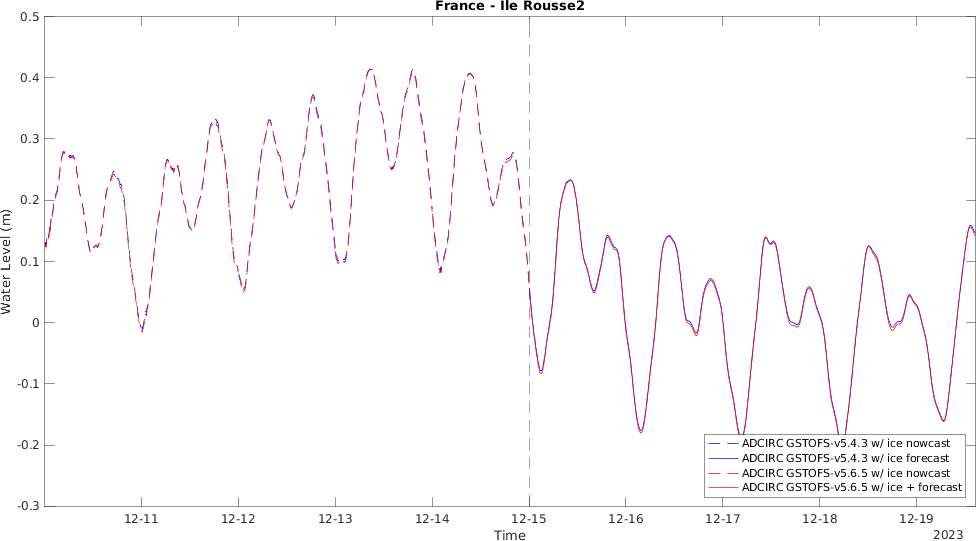 France - Ile Rousse2
Water Level (m)
0.5
0.4
0.3
0.2
0.1
0
-0.1
-0.2
-0.3
ADCIRC GSTOFS-v5.4.3 w/ ice nowcast
ADCIRC GSTOFS-v5.4.3 w/ ice forecast
ADCIRC GSTOFS-v5.6.5 w/ ice nowcast
ADCIRC GSTOFS-v5.6.5 w/ ice + forecast
12-11 12-12 12-13 12-14 12-15 12-16 12-17 12-18 12-19
Time
2023